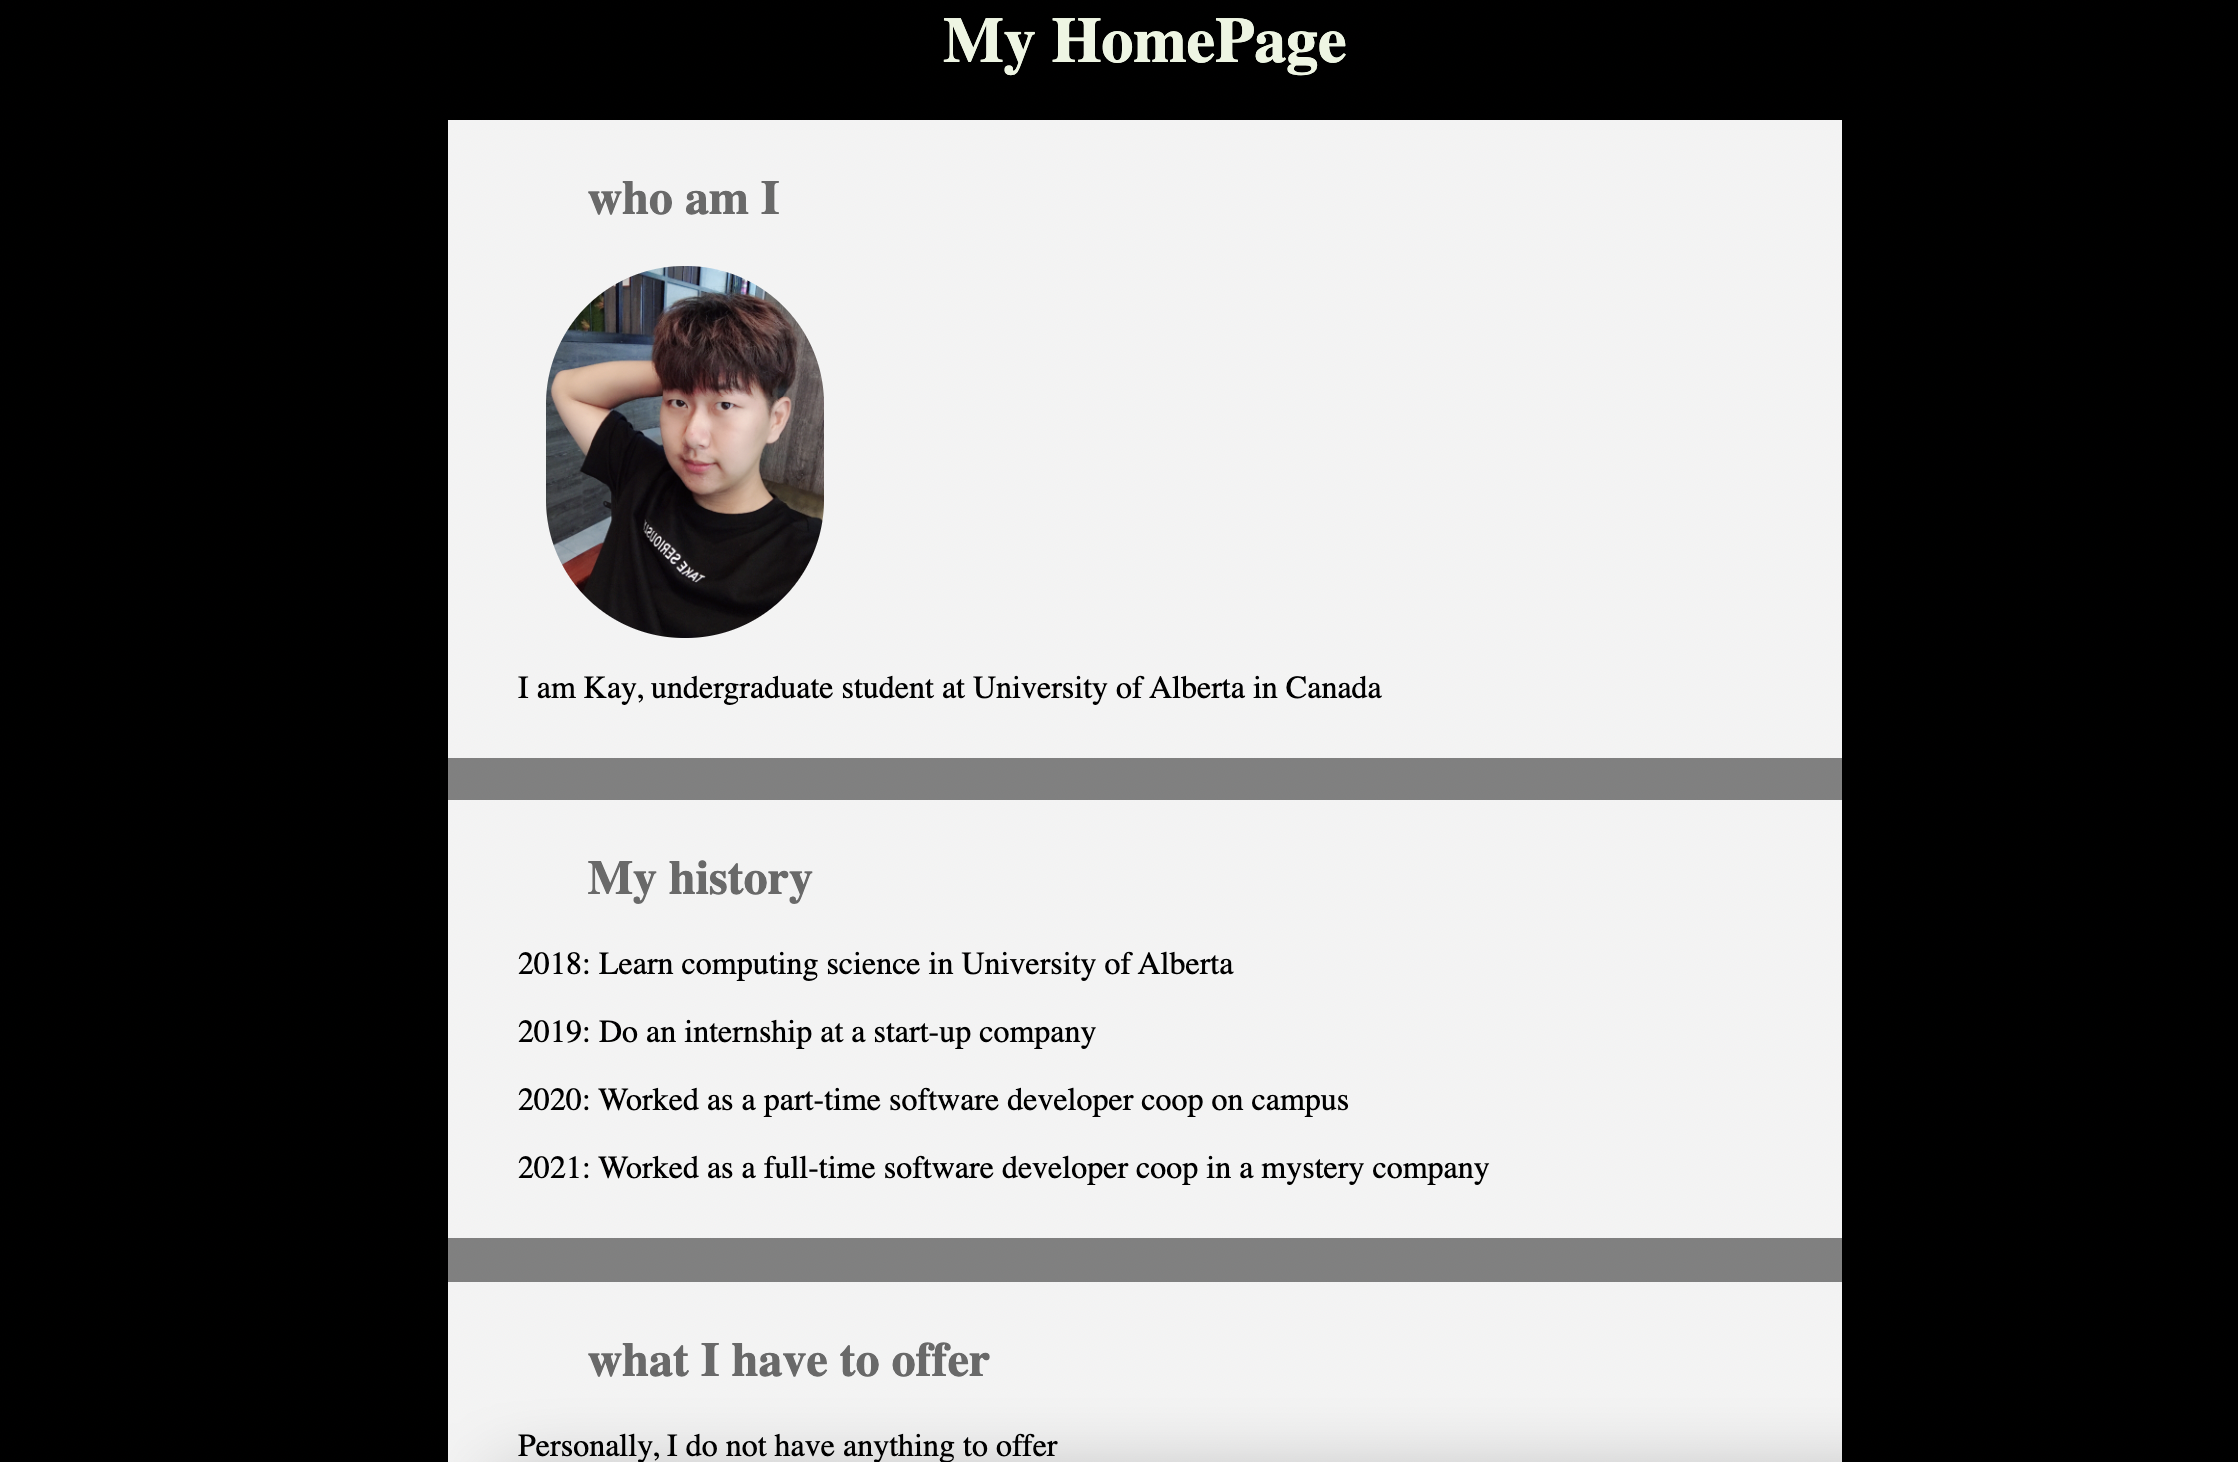 My HomePage
who am I
TAKE SERIOUS
I am Kay, undergraduate student at University of Alberta in Canada
My history
2018: Learn computing science in University of Alberta
2019: Do an internship at a start-up company
2020: Worked as a part-time software developer coop on campus
2021: Worked as a full-time software developer coop in a mystery company
what I have to offer
Personally, I do not have anything to offer